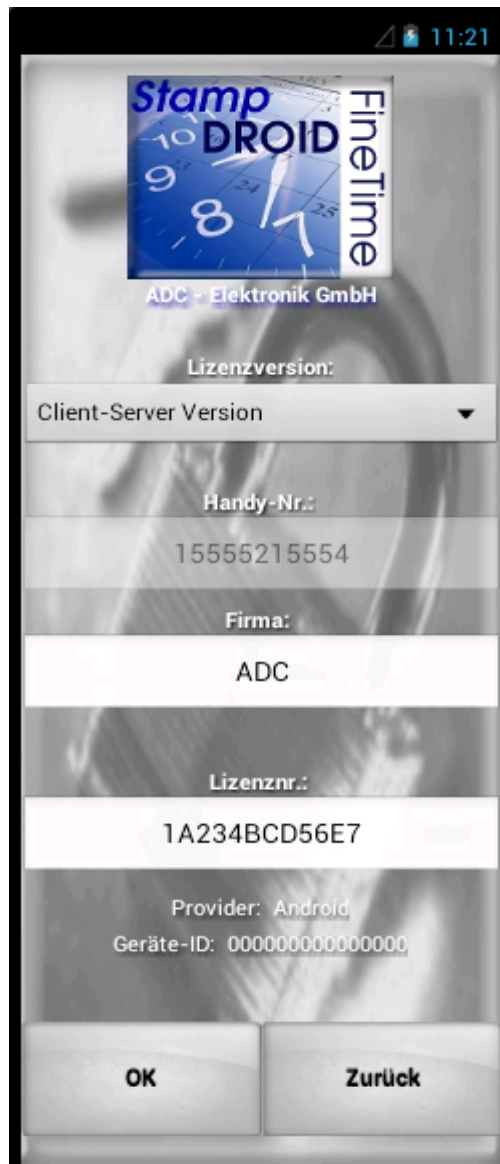 11:21
Stamp
DROID
FineTime
10
9
8
7
24
25
ADC - Elektronik GmbH
Lizenzversion:
Client-Server Version
Handy-Nr.:
15555215554
Firma:
ADC
Lizenznr.:
1A234BCD56E7
Provider: Android
Geräte-ID: 000000000000000
OK
Zurück